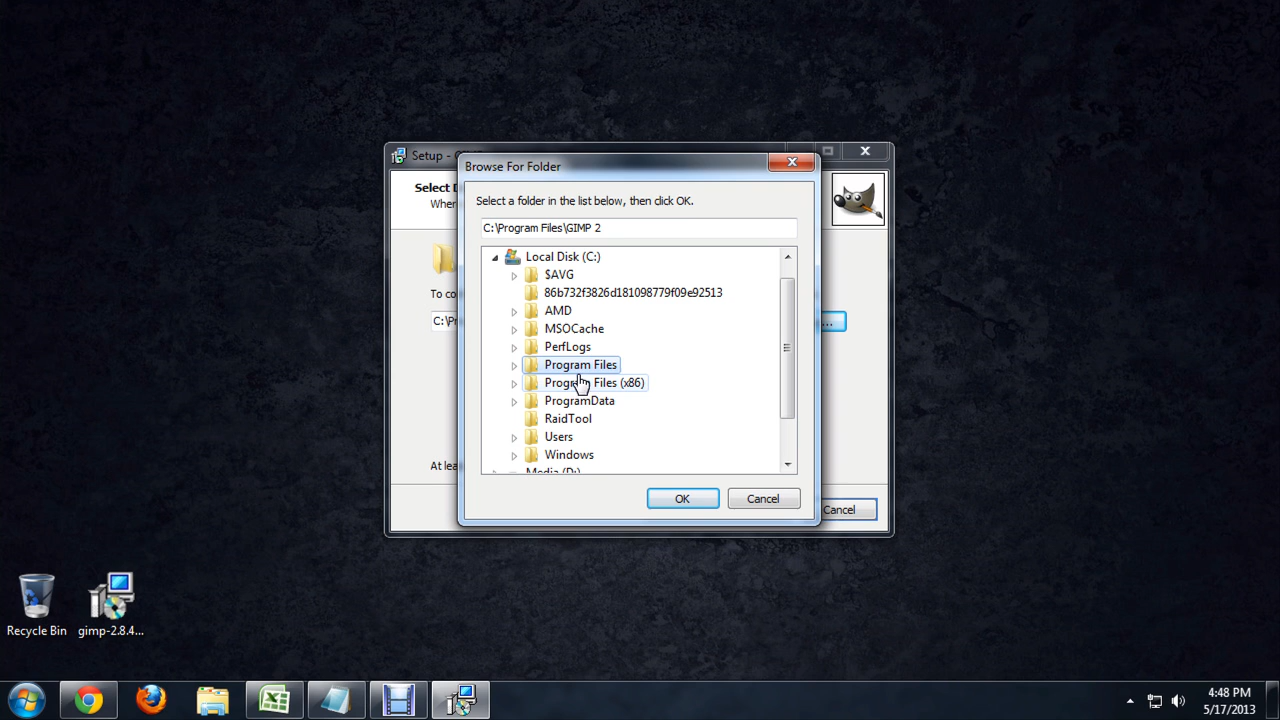 Setup - G
Browse For Folder
Select D
Wher
Select a folder in the list below, then click OK.
C:\Program Files\GIMP 2
Local Disk (C:)
$AVG
86b732f3826d181098779f09e92513
To co
AMD
C:\Pr
...
MSOCache
PerfLogs
Program Files
Program Files (x86)
ProgramData
RaidTool
Users
Windows
At lea
Media (D:)
OK
Cancel
Cancel
Recycle Bin
gimp-2.8.4...
4:48 PM
5/17/2013